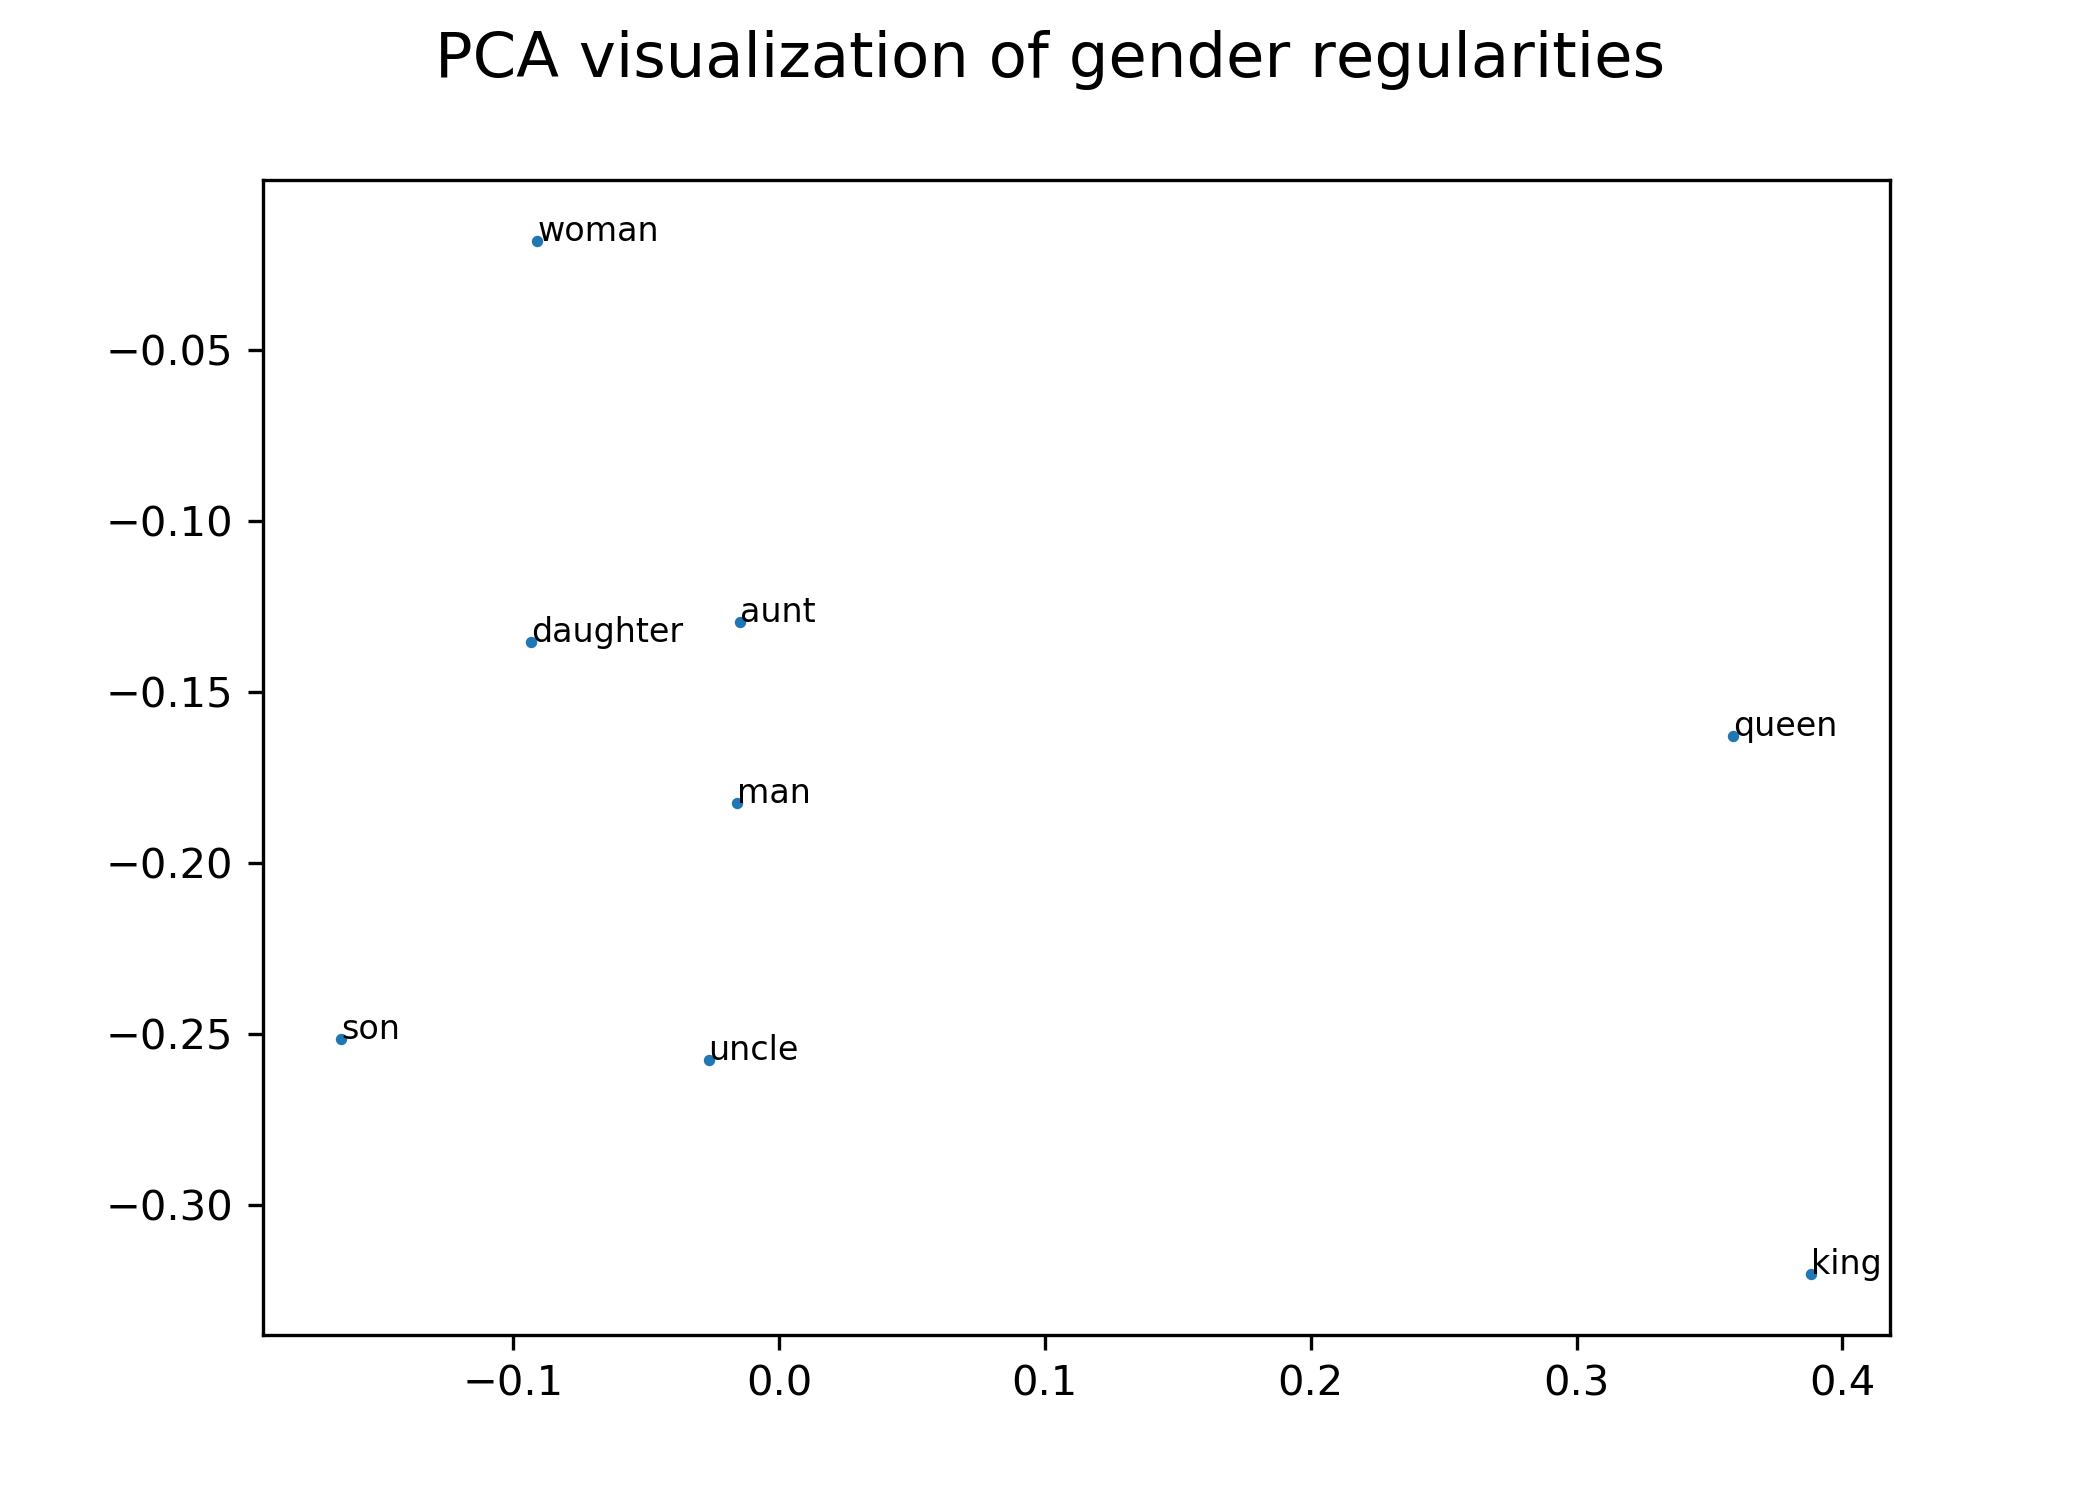 PCA visualization of gender regularities
woman
−0.05
−0.10
aunt
daughter
−0.15
queen
man
−0.20
son
−0.25
uncle
−0.30
king
−0.1 0.0 0.1 0.2 0.3 0.4